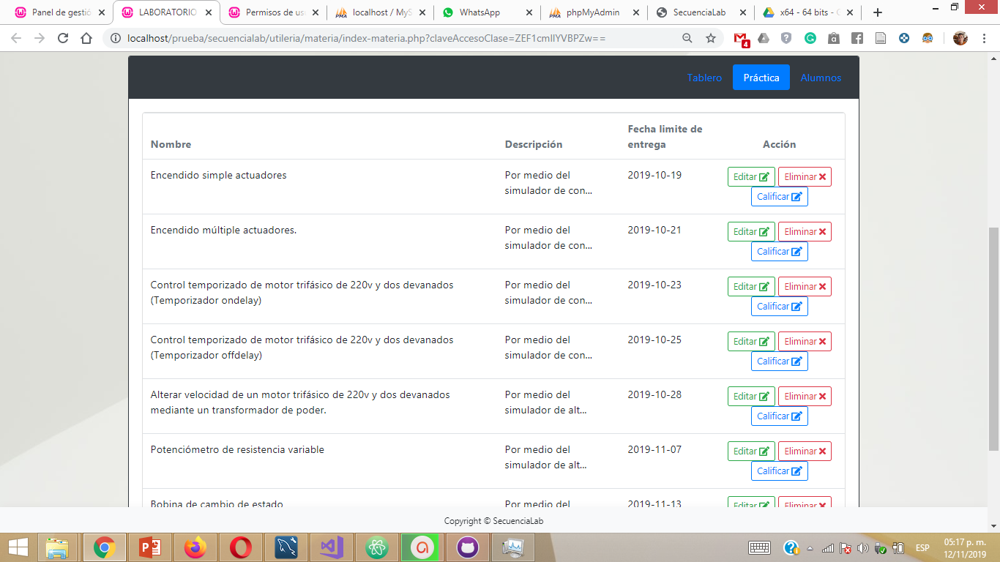 Panel de gestió
LABORATORIO
Permisos de usu
localhost / MyS
WhatsApp
phpMyAdmin
SecuenciaLab
x64 - 64 bits - C
localhost/prueba/secuencialab/utileria/materia/index-materia.php?claveAccesoClase=ZEF1cmllYVBPZw==
4
Tablero
Práctica
Alumnos
Nombre
Descripción
Fecha limite de
entrega
Acción
Encendido simple actuadores
Por medio del
simulador de con...
2019-10-19
Editar
Eliminar
Calificar
Encendido múltiple actuadores.
Por medio del
simulador de con...
2019-10-21
Editar
Eliminar
Calificar
Control temporizado de motor trifásico de 220v y dos devanados
(Temporizador ondelay)
Por medio del
simulador de con...
2019-10-23
Editar
Eliminar
Calificar
Control temporizado de motor trifásico de 220v y dos devanados
(Temporizador offdelay)
Por medio del
simulador de con...
2019-10-25
Editar
Eliminar
Calificar
Alterar velocidad de un motor trifásico de 220v y dos devanados
mediante un transformador de poder.
Por medio del
simulador de alt...
2019-10-28
Editar
Eliminar
Calificar
Potenciómetro de resistencia variable
Por medio del
simulador de alt...
2019-11-07
Editar
Eliminar
Calificar
Bobina de cambio de estado
Por medio del
2019-11-13
Editar
Eliminar
Copyright © SecuenciaLab
ESP
05:17 p. m.
12/11/2019